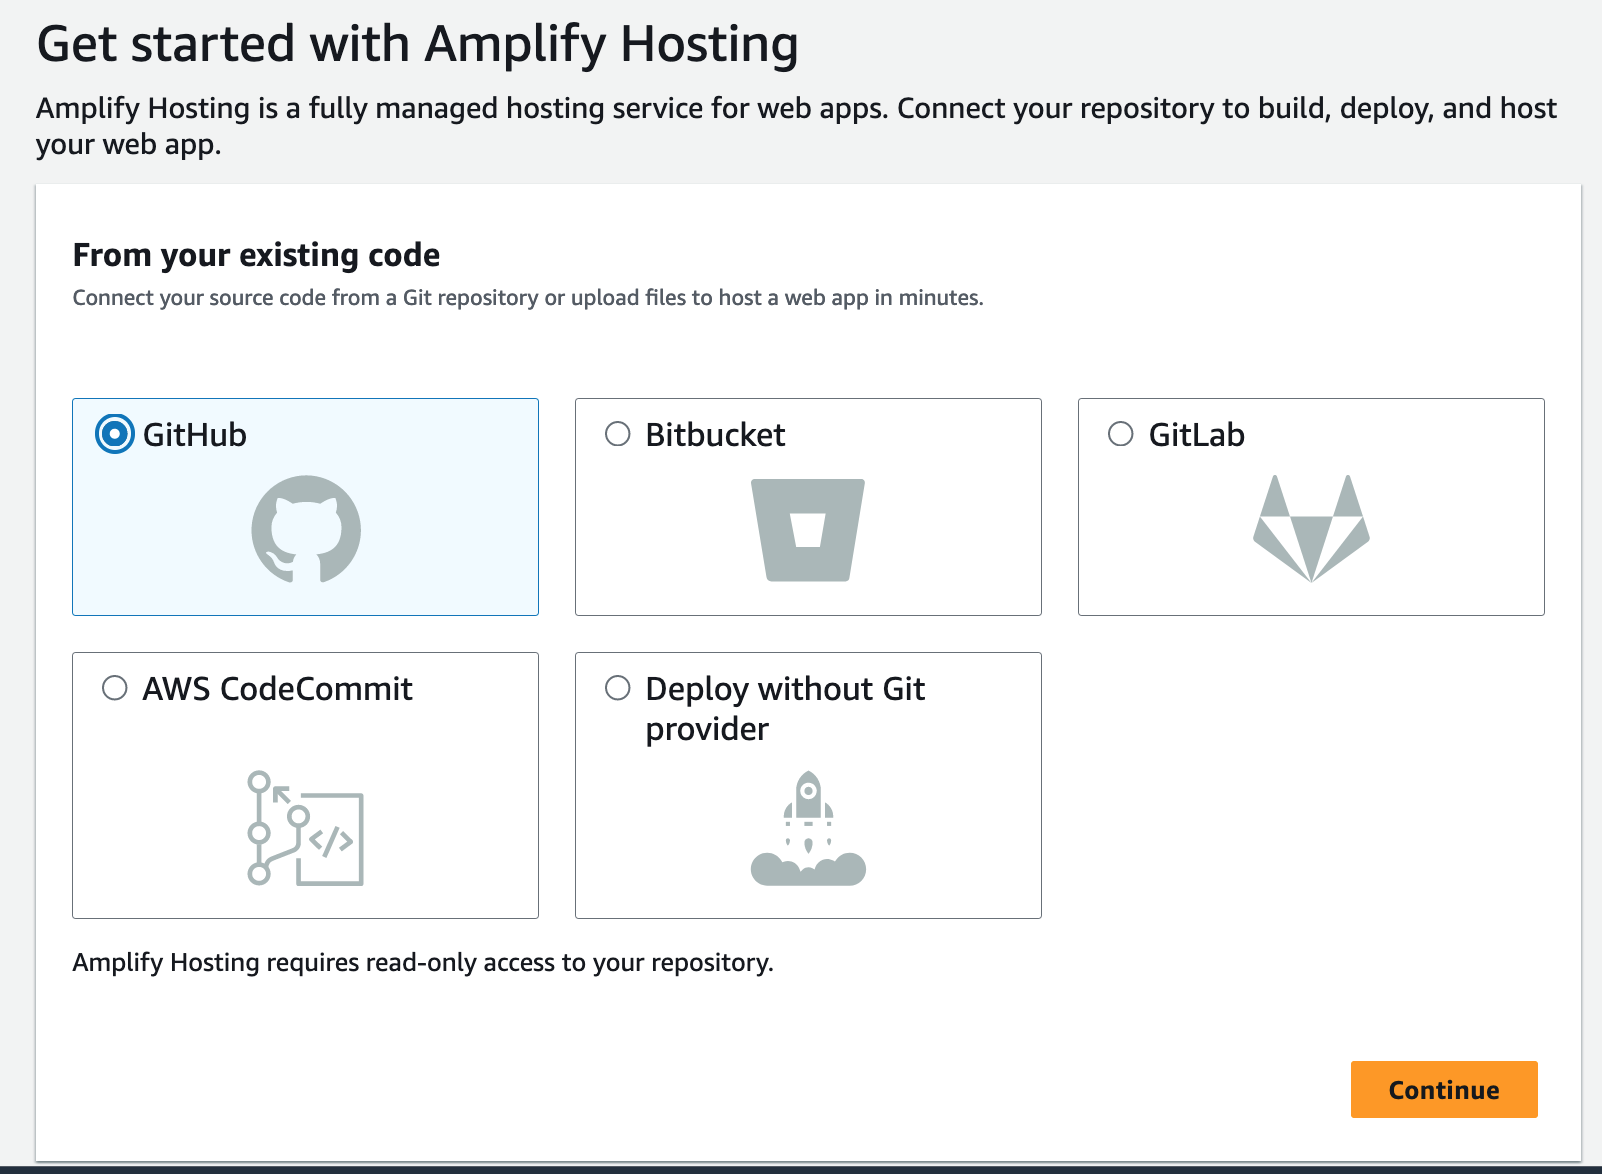 Get started with Amplify Hosting
Amplify Hosting is a fully managed hosting service for web apps. Connect your repository to build, deploy, and host
your web app.
From your existing code
Connect your source code from a Git repository or upload files to host a web app in minutes.
GitHub
Bitbucket
GitLab
AWS CodeCommit
Deploy without Git
provider
</>
Amplify Hosting requires read-only access to your repository.
Continue